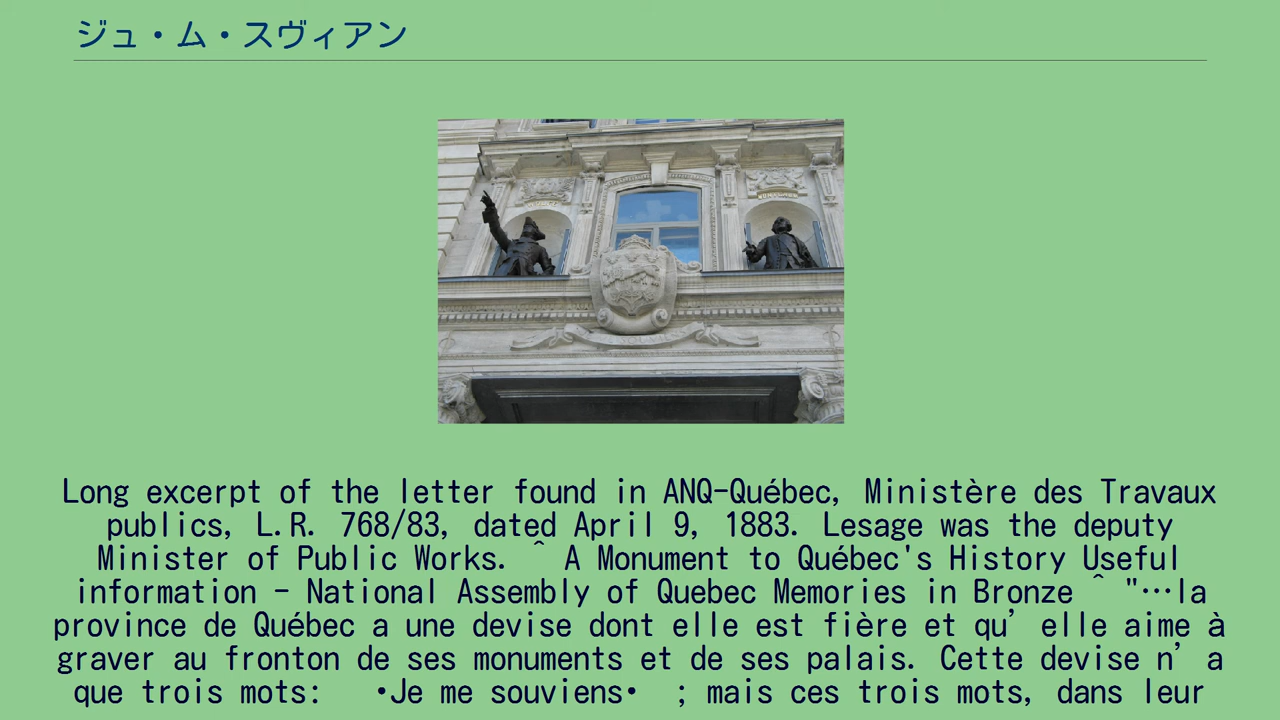 ジュ・ム・スヴィアン
Long excerpt of the letter found in ANQ-Québec, Ministère des Travaux
publics, L.R. 768/83, dated April 9, 1883. Lesage was the deputy
Minister of Public Works. ^ A Monument to Québec's History Useful
information - National Assembly of Quebec Memories in Bronze ^ "…la
province de Québec a une devise dont elle est fière et qu’elle aime à
graver au fronton de ses monuments et de ses palais. Cette devise n’a
que trois mots: •Je me souviens• ; mais ces trois mots, dans leur